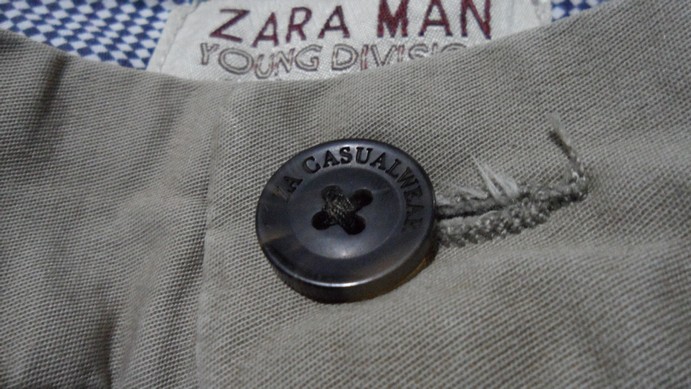 ZARA MAN
YOUNG DIVISIO
A CASUALWEAR